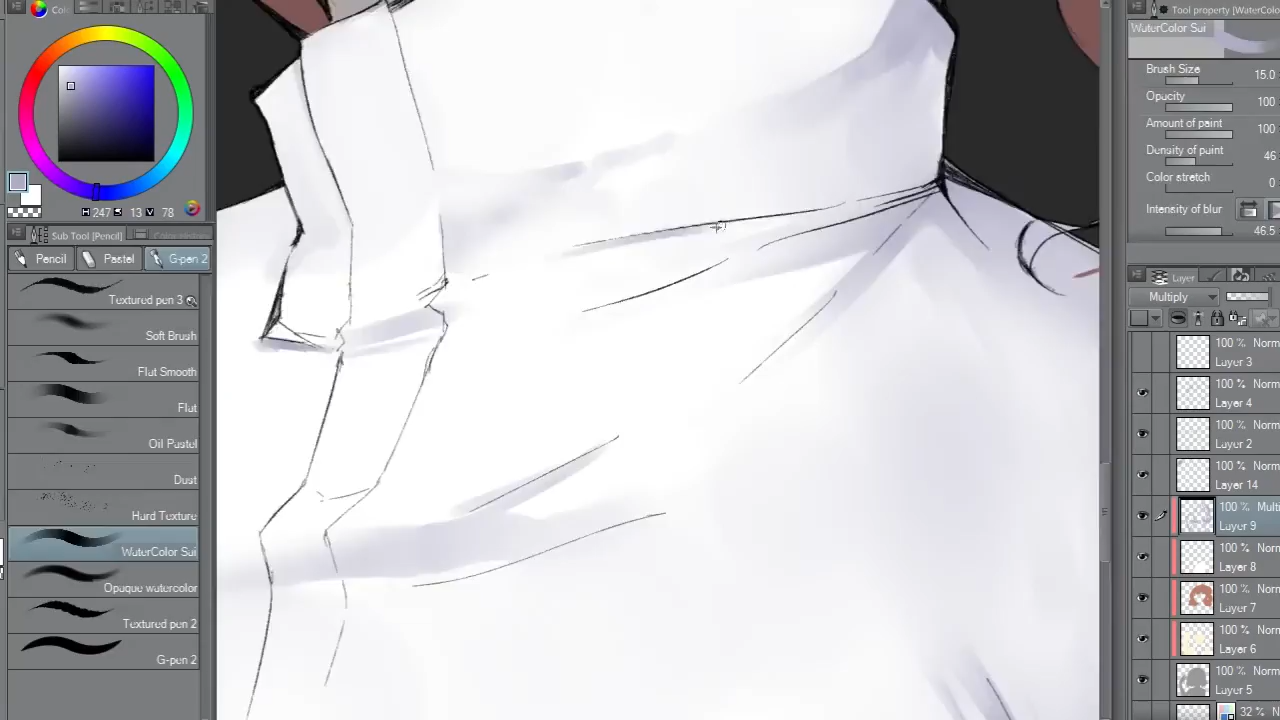 Col
H 247 S 13 V 78
Sub Tool [Pencil]
Color History
Pencil
Pastel
G-pen 2
Textured pen 3
Soft Brush
Flat Smooth
Flat
Oil Pastel
Dust
Hard Texture
WaterColor Sui
Opaque watercolor
Textured pen 2
G-pen 2
Tool property [WaterColo
WaterColor Sui
Brush Size 15.0
Opacity 100
Amount of paint 100
Density of paint 46
Color stretch 0
Intensity of blur 46.5
Layer
Multiply
100 % Norm
Layer 3
100 % Norm
Layer 4
100 % Norm
Layer 2
100 % Norm
Layer 14
100 % Multi
Layer 9
100 % Norm
Layer 8
100 % Norm
Layer 7
100 % Norm
Layer 6
100 % Norm
Layer 5
32 % Norm